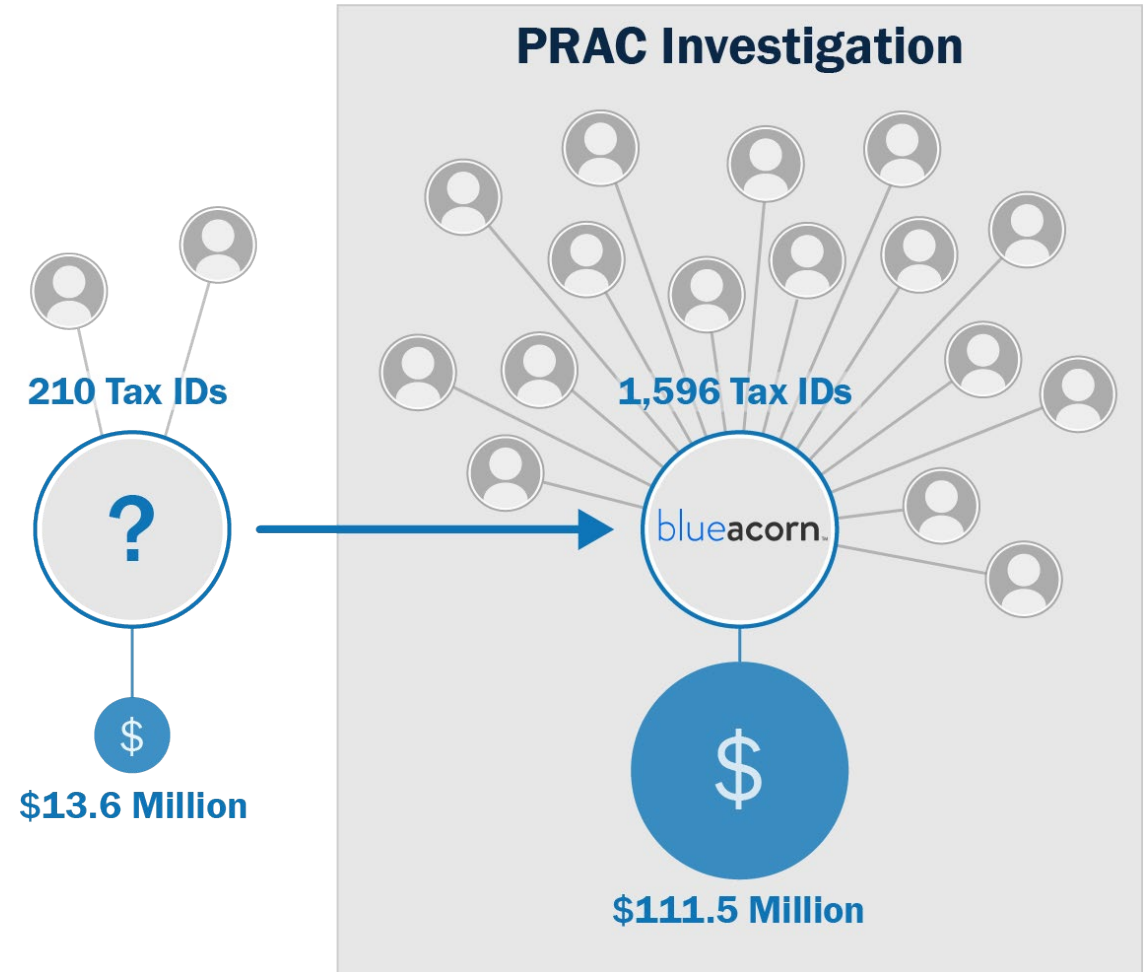 PRAC Investigation
210 Tax IDs
?
$
$13.6 Million
1,596 Tax IDs
blueacorn
$
$111.5 Million